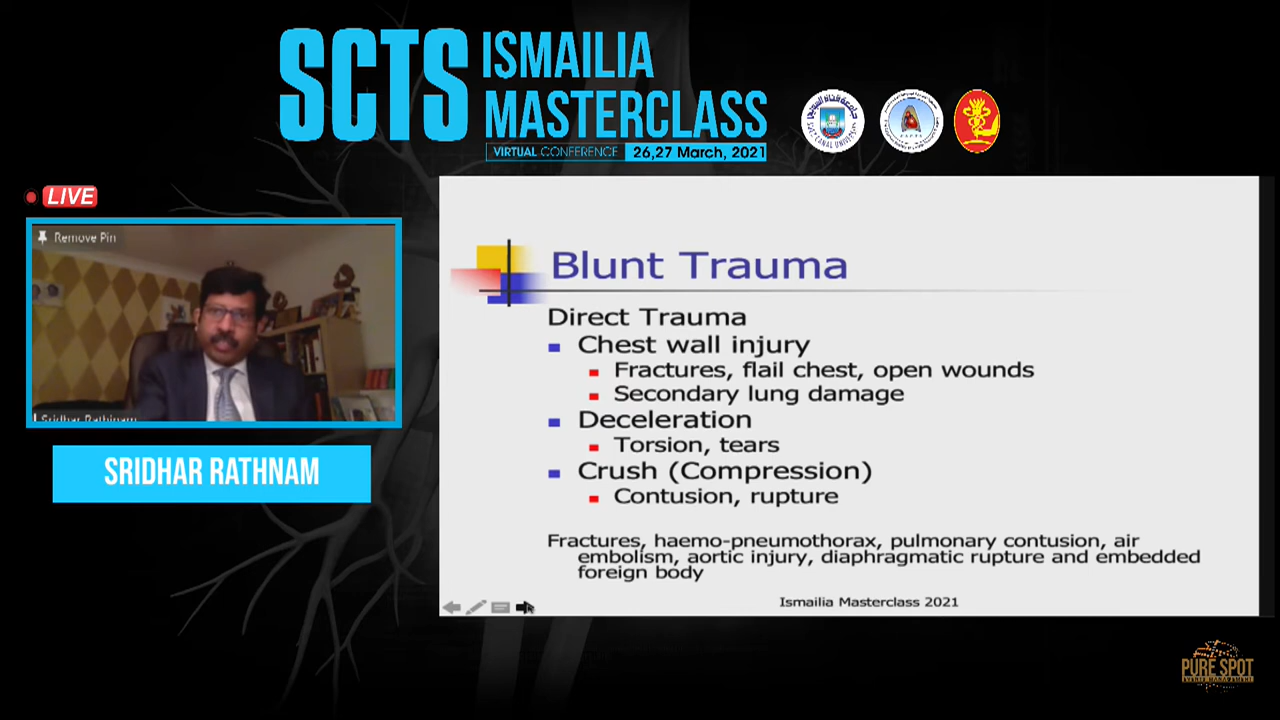 SCTS
ISMAILIA
MASTERCLASS
VIRTUAL CONFERENCE 26,27 March, 2021
LIVE
Remove Pin
Sridhar Rathinam
SRIDHAR RATHNAM
Blunt Trauma
Direct Trauma
Chest wall injury
Fractures, flail chest, open wounds
Secondary lung damage
Deceleration
Torsion, tears
Crush (Compression)
Contusion, rupture
Fractures, haemo-pneumothorax, pulmonary contusion, air
embolism, aortic injury, diaphragmatic rupture and embedded
foreign body
Ismailia Masterclass 2021
PURE SPOT